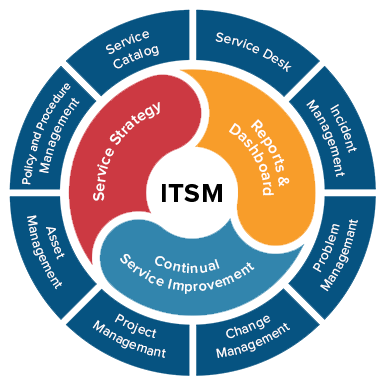 Service
Catalog
Service Desk
Incident
Management
Problem
Managemant
Change
Management
Project
Managemant
Asset
Management
Policy and Procedure
Management
Service Strategy
Reports &
Dashboard
Continual
Service Improvement
ITSM